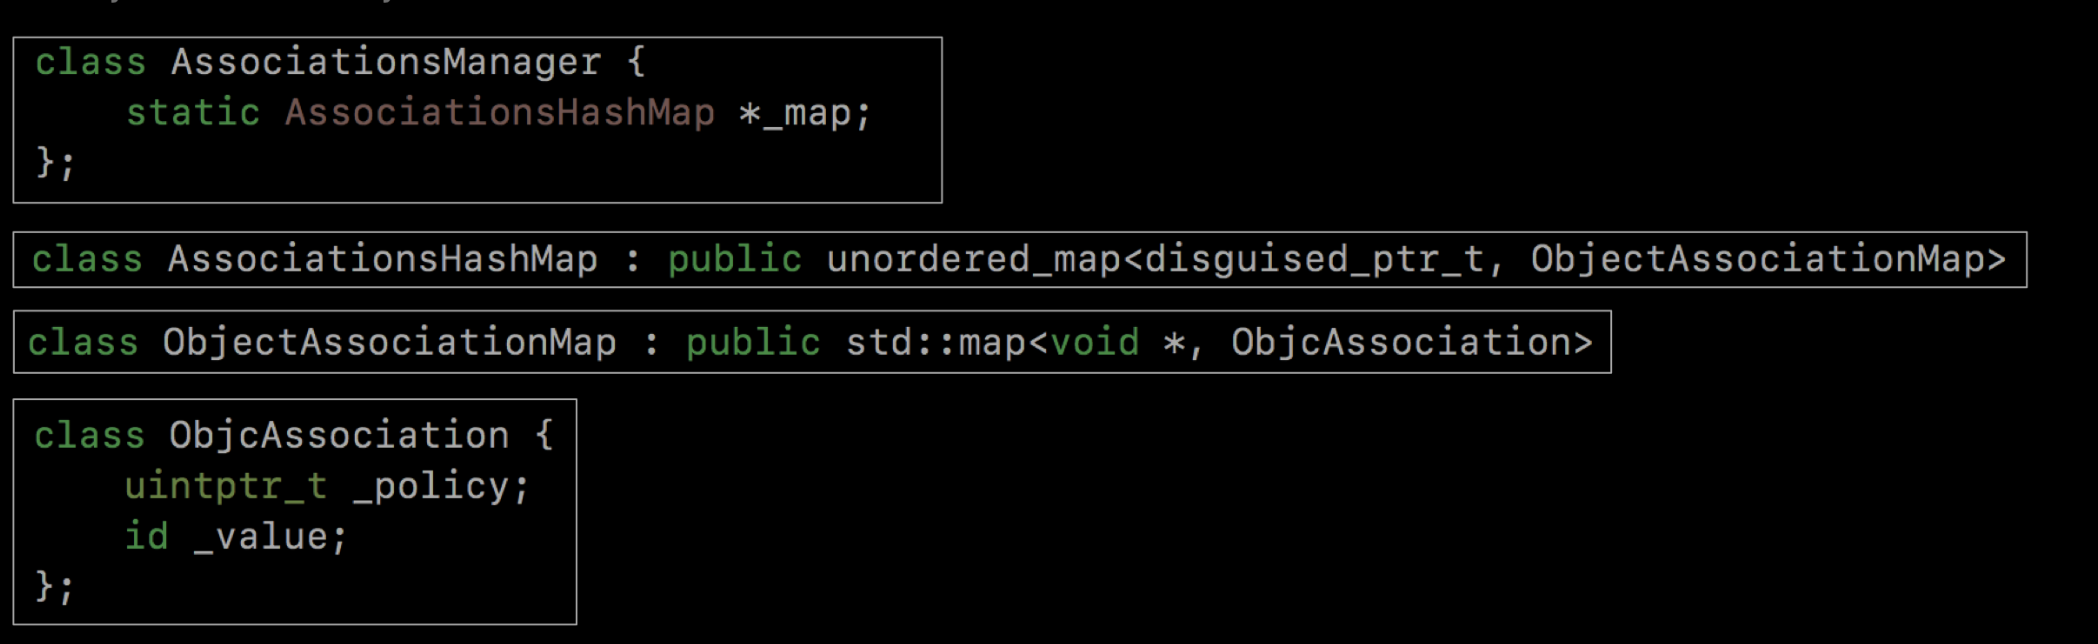 class AssociationsManager {
    static AssociationsHashMap *_map;
};
class AssociationsHashMap : public unordered_map<disguised_ptr_t, ObjectAssociationMap>
class ObjectAssociationMap : public std::map<void *, ObjcAssociation>
class ObjcAssociation {
    uintptr_t _policy;
    id _value;
};